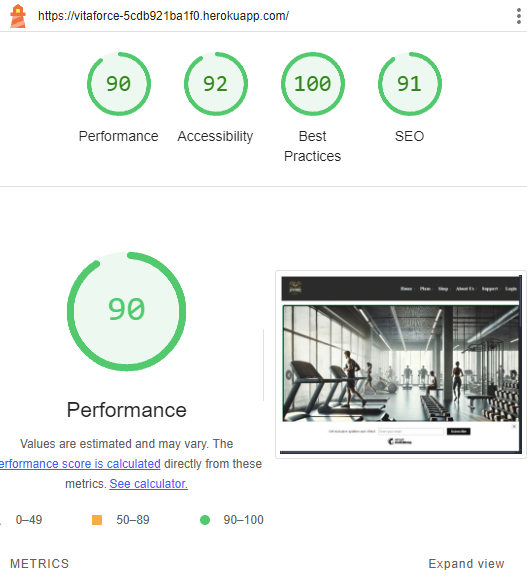 https://vitaforce-5cdb921ba1f0.herokuapp.com/
90 92 100 91
Performance Accessibility Best Practices SEO
90
Home Plans Shop About Us Support Login
Performance
Values are estimated and may vary. The
erformance score is calculated directly from these
metrics. See calculator.
0–49 50–89 90–100
METRICS Expand view